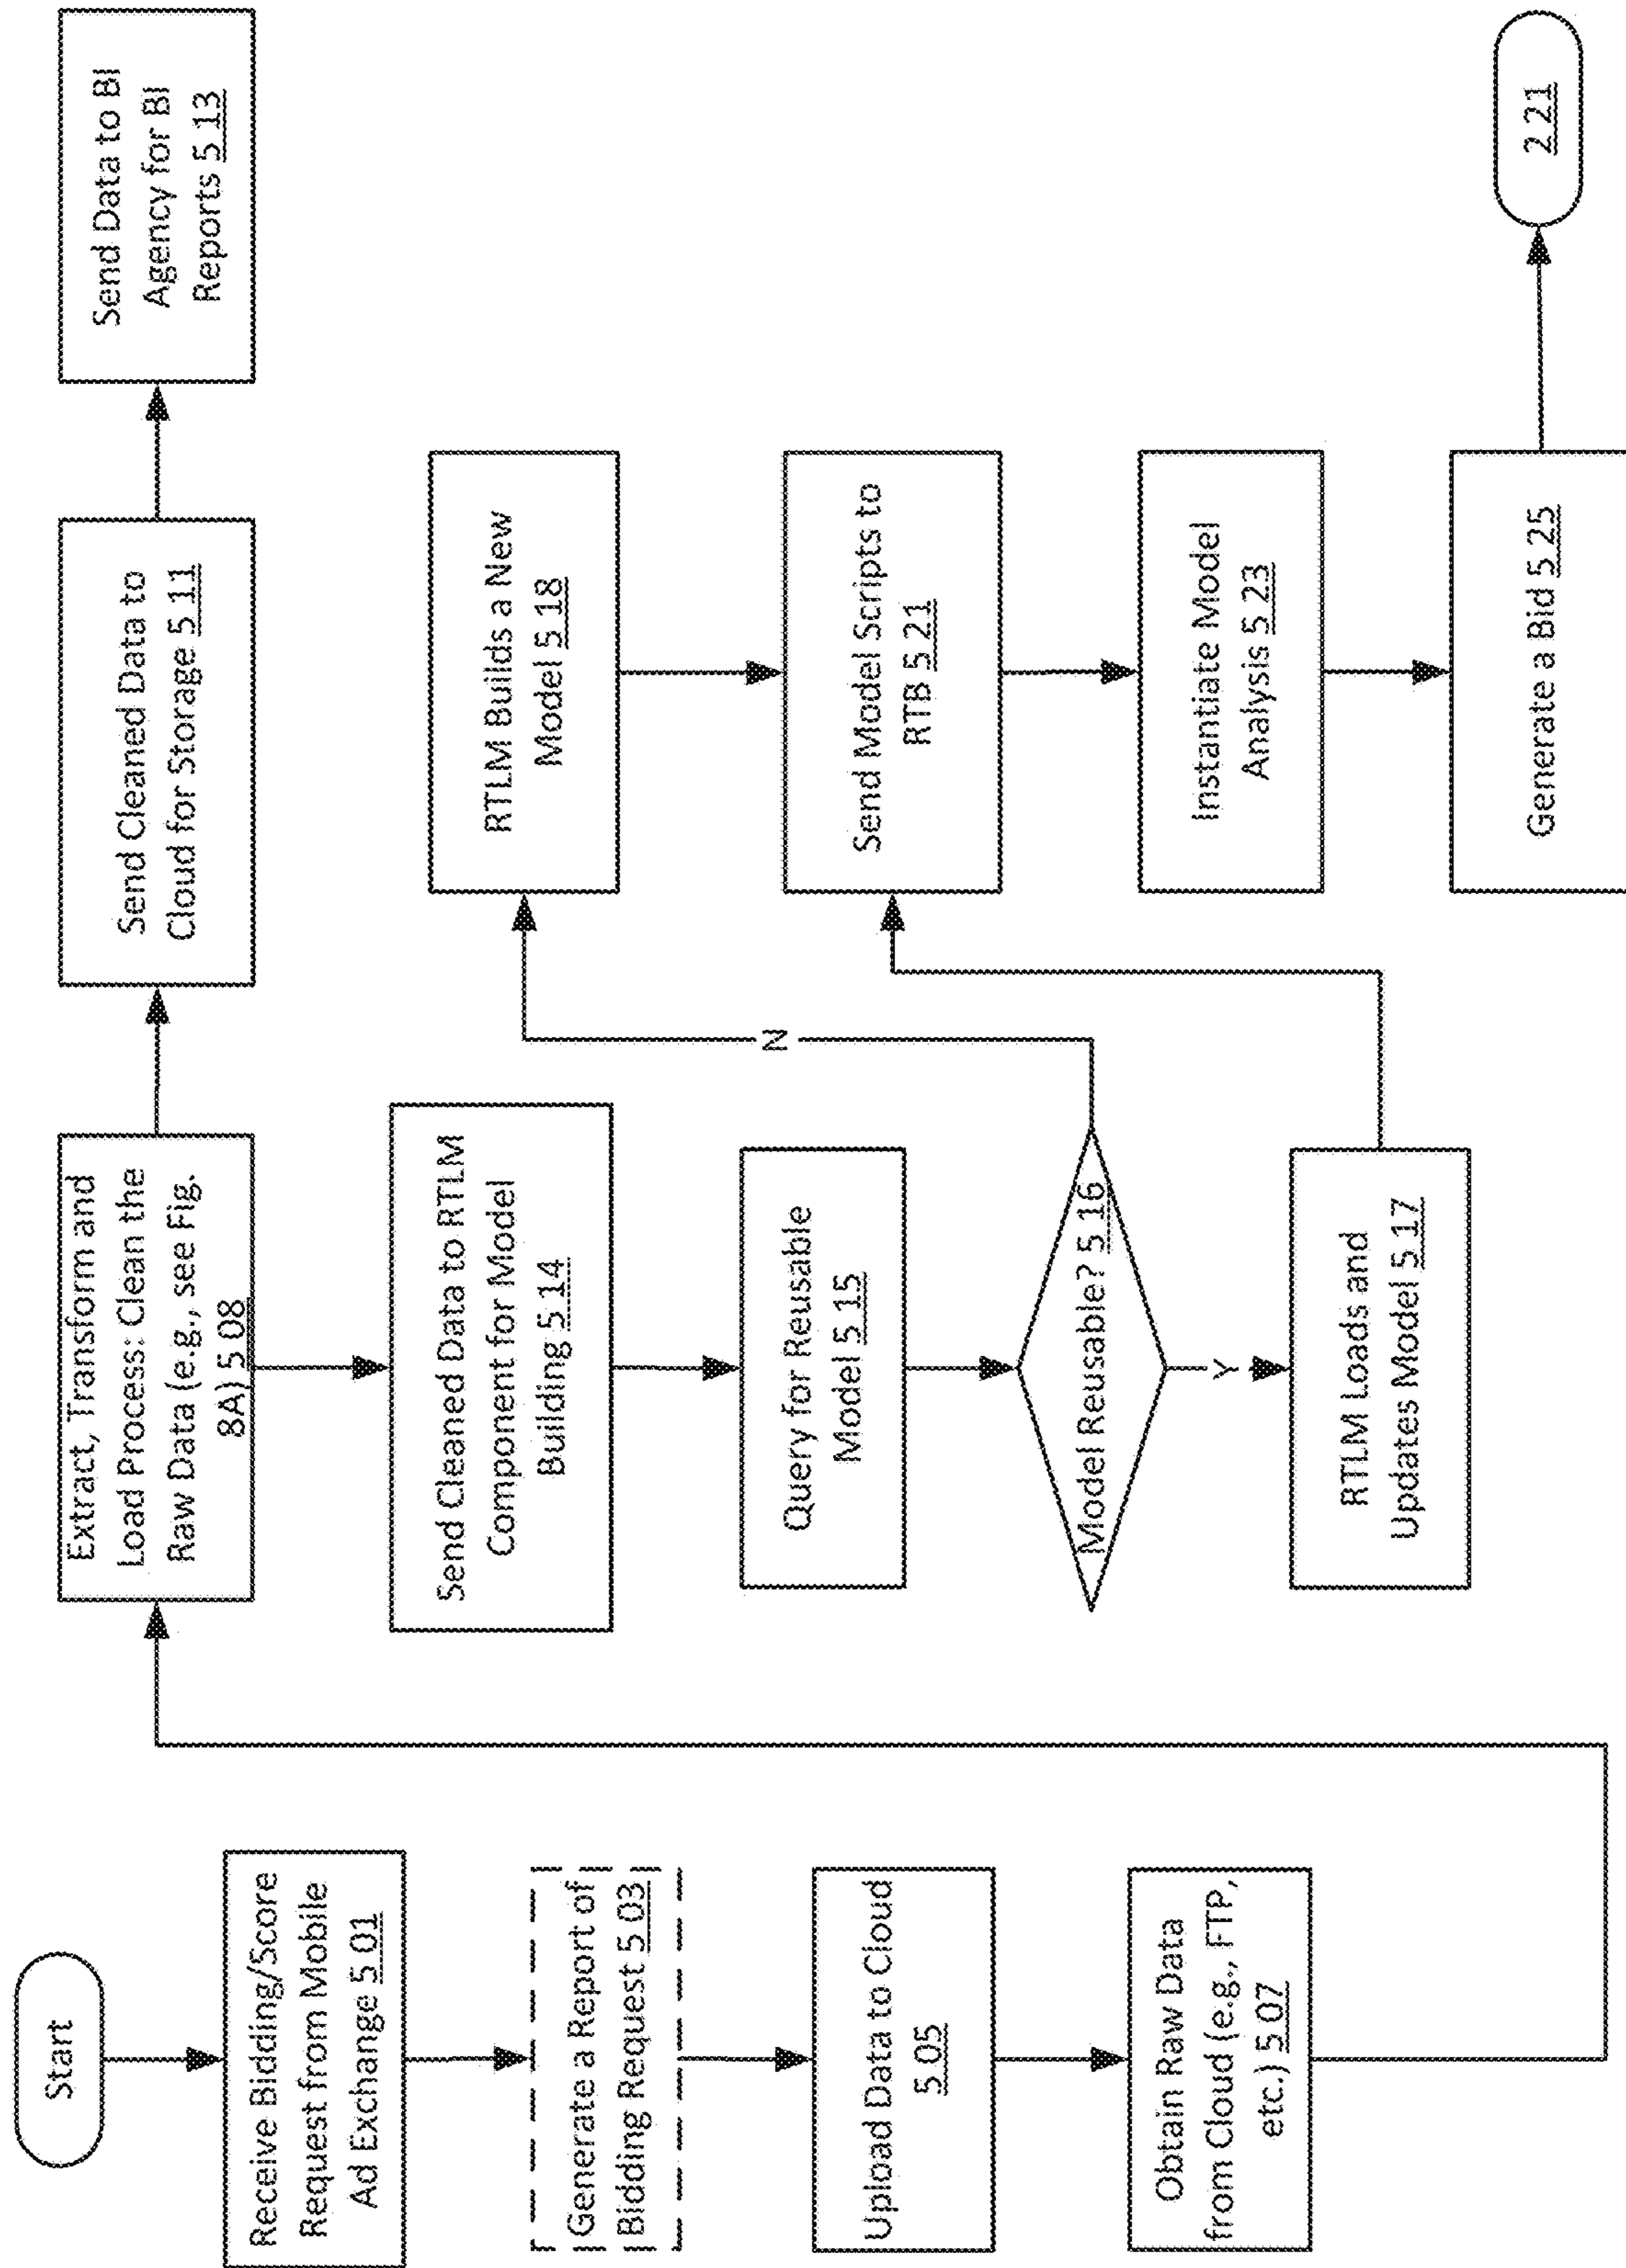 Start
Receive Bidding/Score
Request from Mobile
Ad Exchange 5 01
Generate a Report of
Bidding Request 5 03
Upload Data to Cloud
5 05
Obtain Raw Data
from Cloud (e.g., FTP,
etc.) 5 07
Extract, Transform and
Load Process: Clean the
Raw Data (e.g., see Fig.
8A) 5 08
Send Cleaned Data to
Cloud for Storage 5 11
Send Data to BI
Agency for BI
Reports 5 13
Send Cleaned Data to RTLM
Component for Model
Building 5 14
Query for Reusable
Model 5 15
Model Reusable? 5 16
N
Y
RTLM Loads and
Updates Model 5 17
RTLM Builds a New
Model 5 18
Send Model Scripts to
RTB 5 21
Instantiate Model
Analysis 5 23
Generate a Bid 5 25
2 21